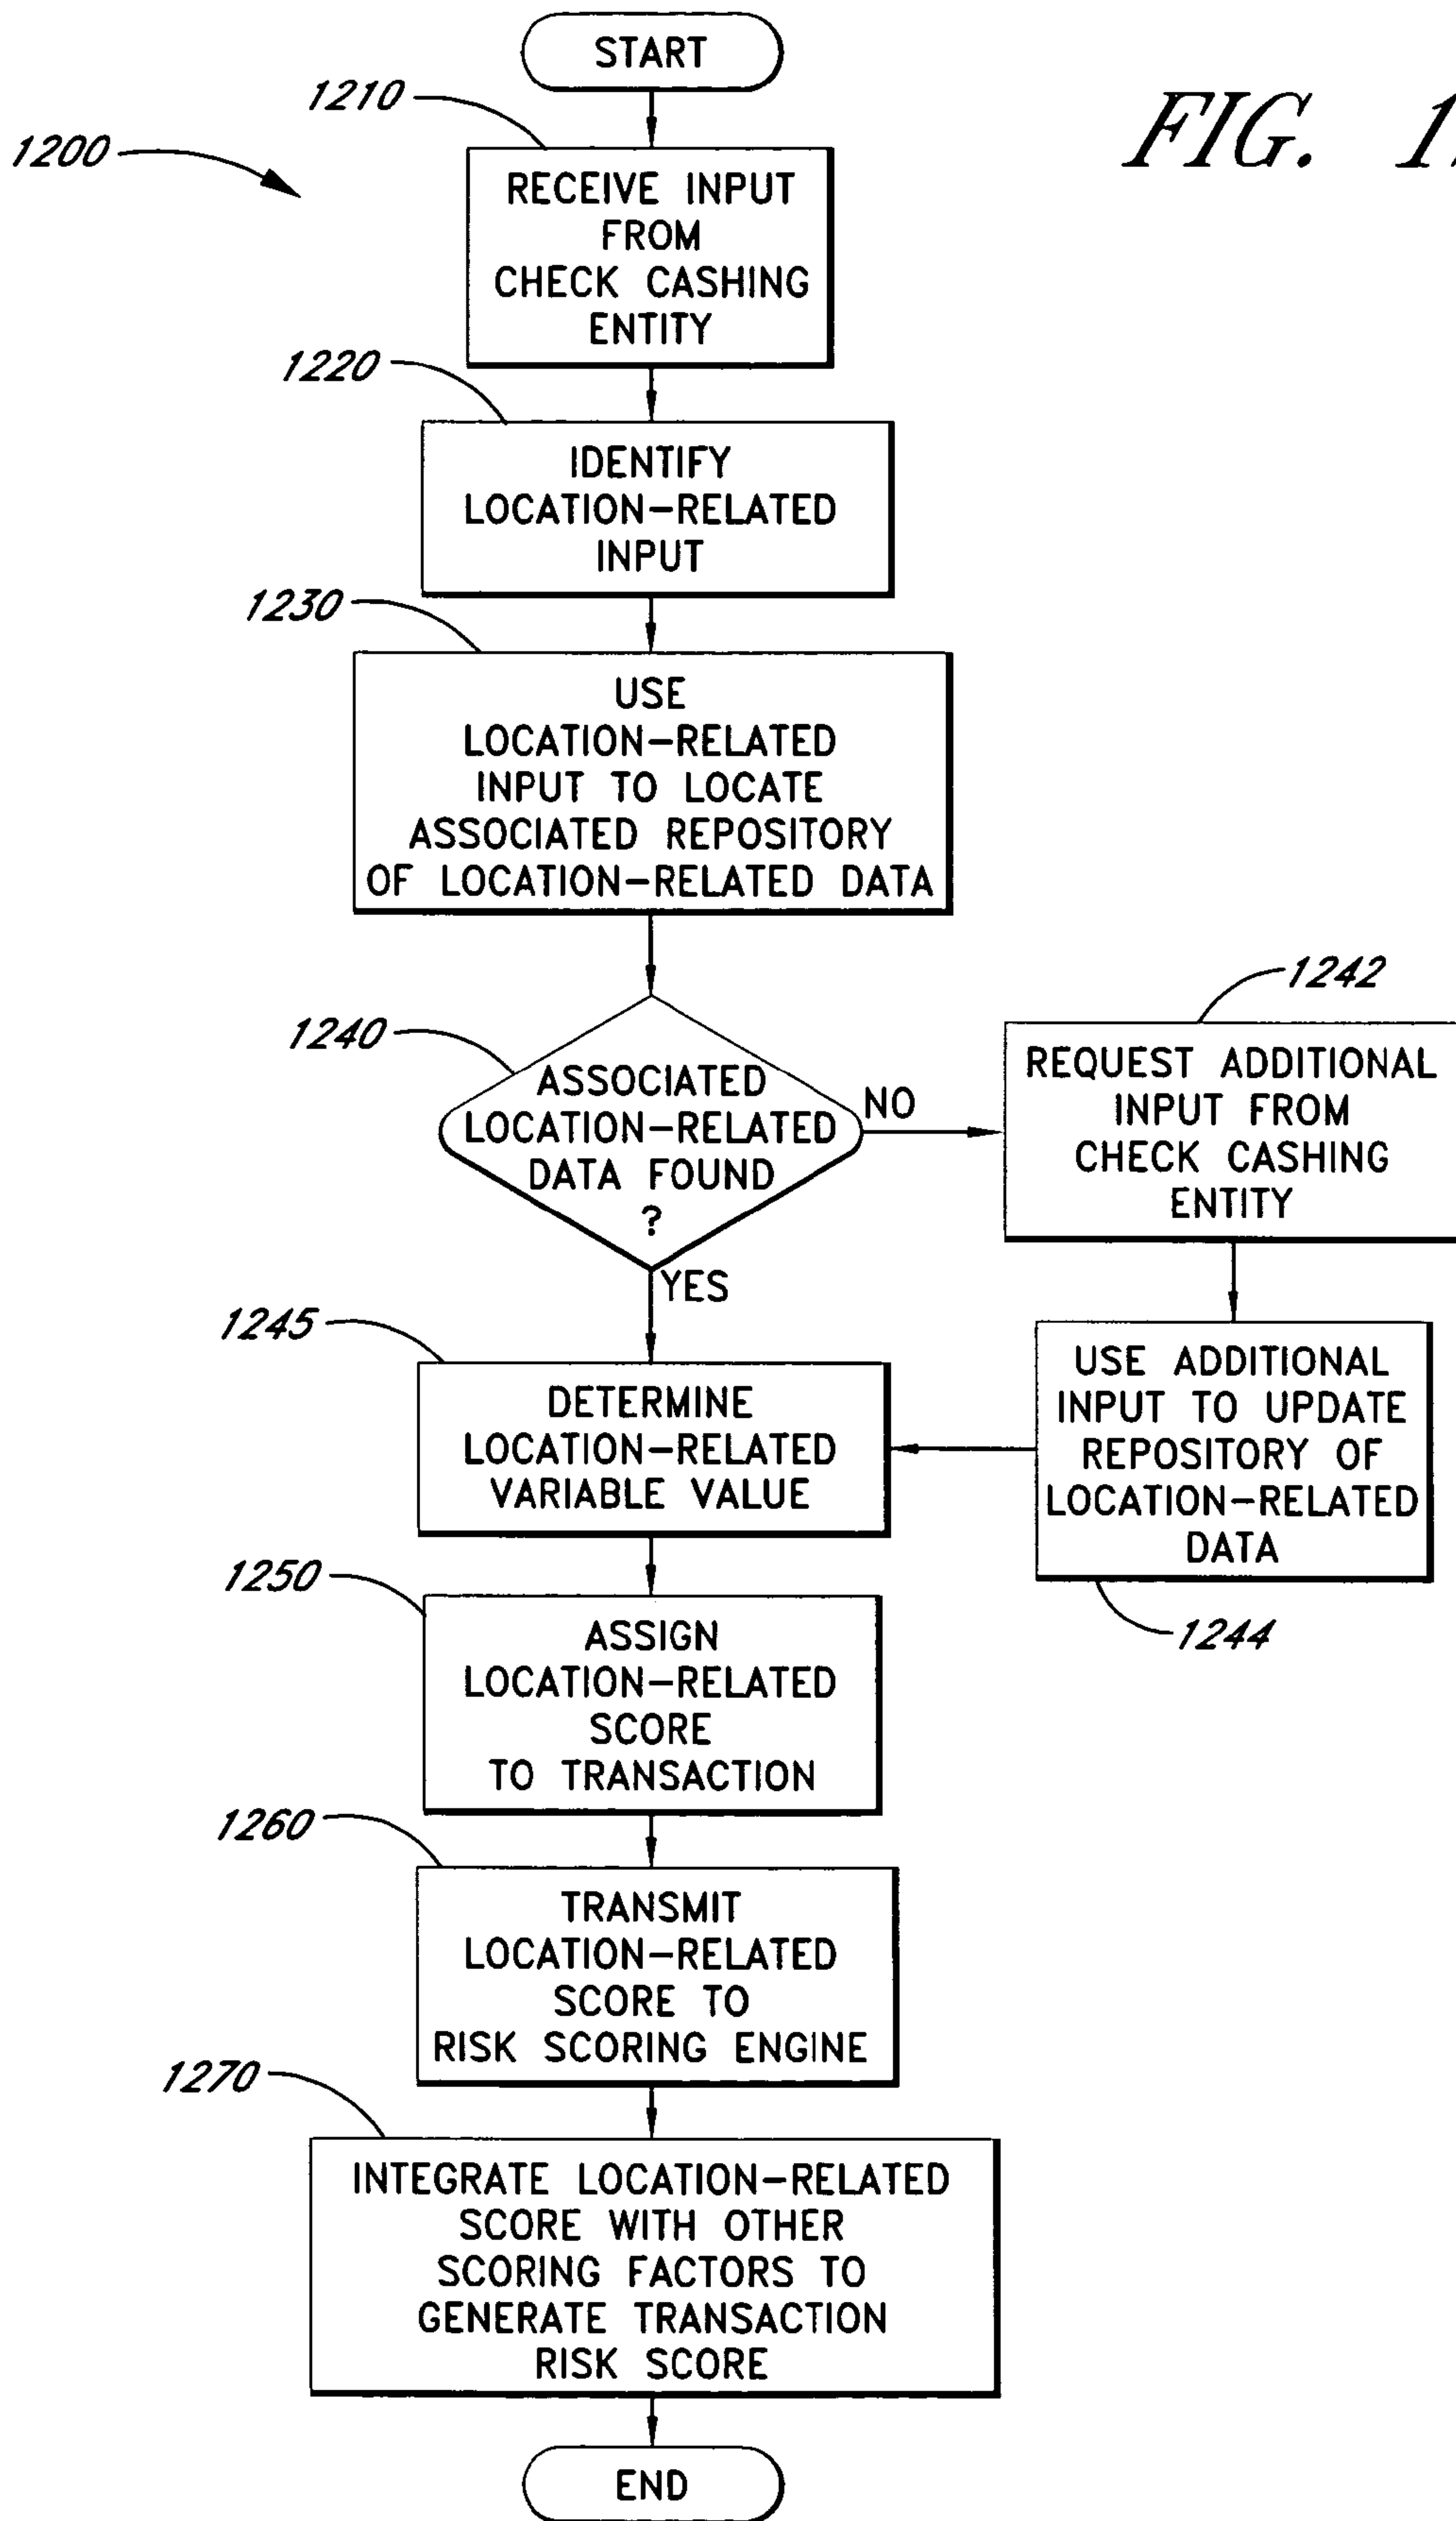 START
FIG.
1210
1200
RECEIVE INPUT
FROM
CHECK CASHING
ENTITY
1220
IDENTIFY
LOCATION-RELATED
INPUT
1230
USE
LOCATION-RELATED
INPUT TO LOCATE
ASSOCIATED REPOSITORY
OF LOCATION-RELATED DATA
1240
ASSOCIATED
LOCATION-RELATED
DATA FOUND
?
NO
1242
REQUEST ADDITIONAL
INPUT FROM
CHECK CASHING
ENTITY
YES
1245
DETERMINE
LOCATION-RELATED
VARIABLE VALUE
USE ADDITIONAL
INPUT TO UPDATE
REPOSITORY OF
LOCATION-RELATED
DATA
1244
1250
ASSIGN
LOCATION-RELATED
SCORE
TO TRANSACTION
1260
TRANSMIT
LOCATION-RELATED
SCORE TO
RISK SCORING ENGINE
1270
INTEGRATE LOCATION-RELATED
SCORE WITH OTHER
SCORING FACTORS TO
GENERATE TRANSACTION
RISK SCORE
END